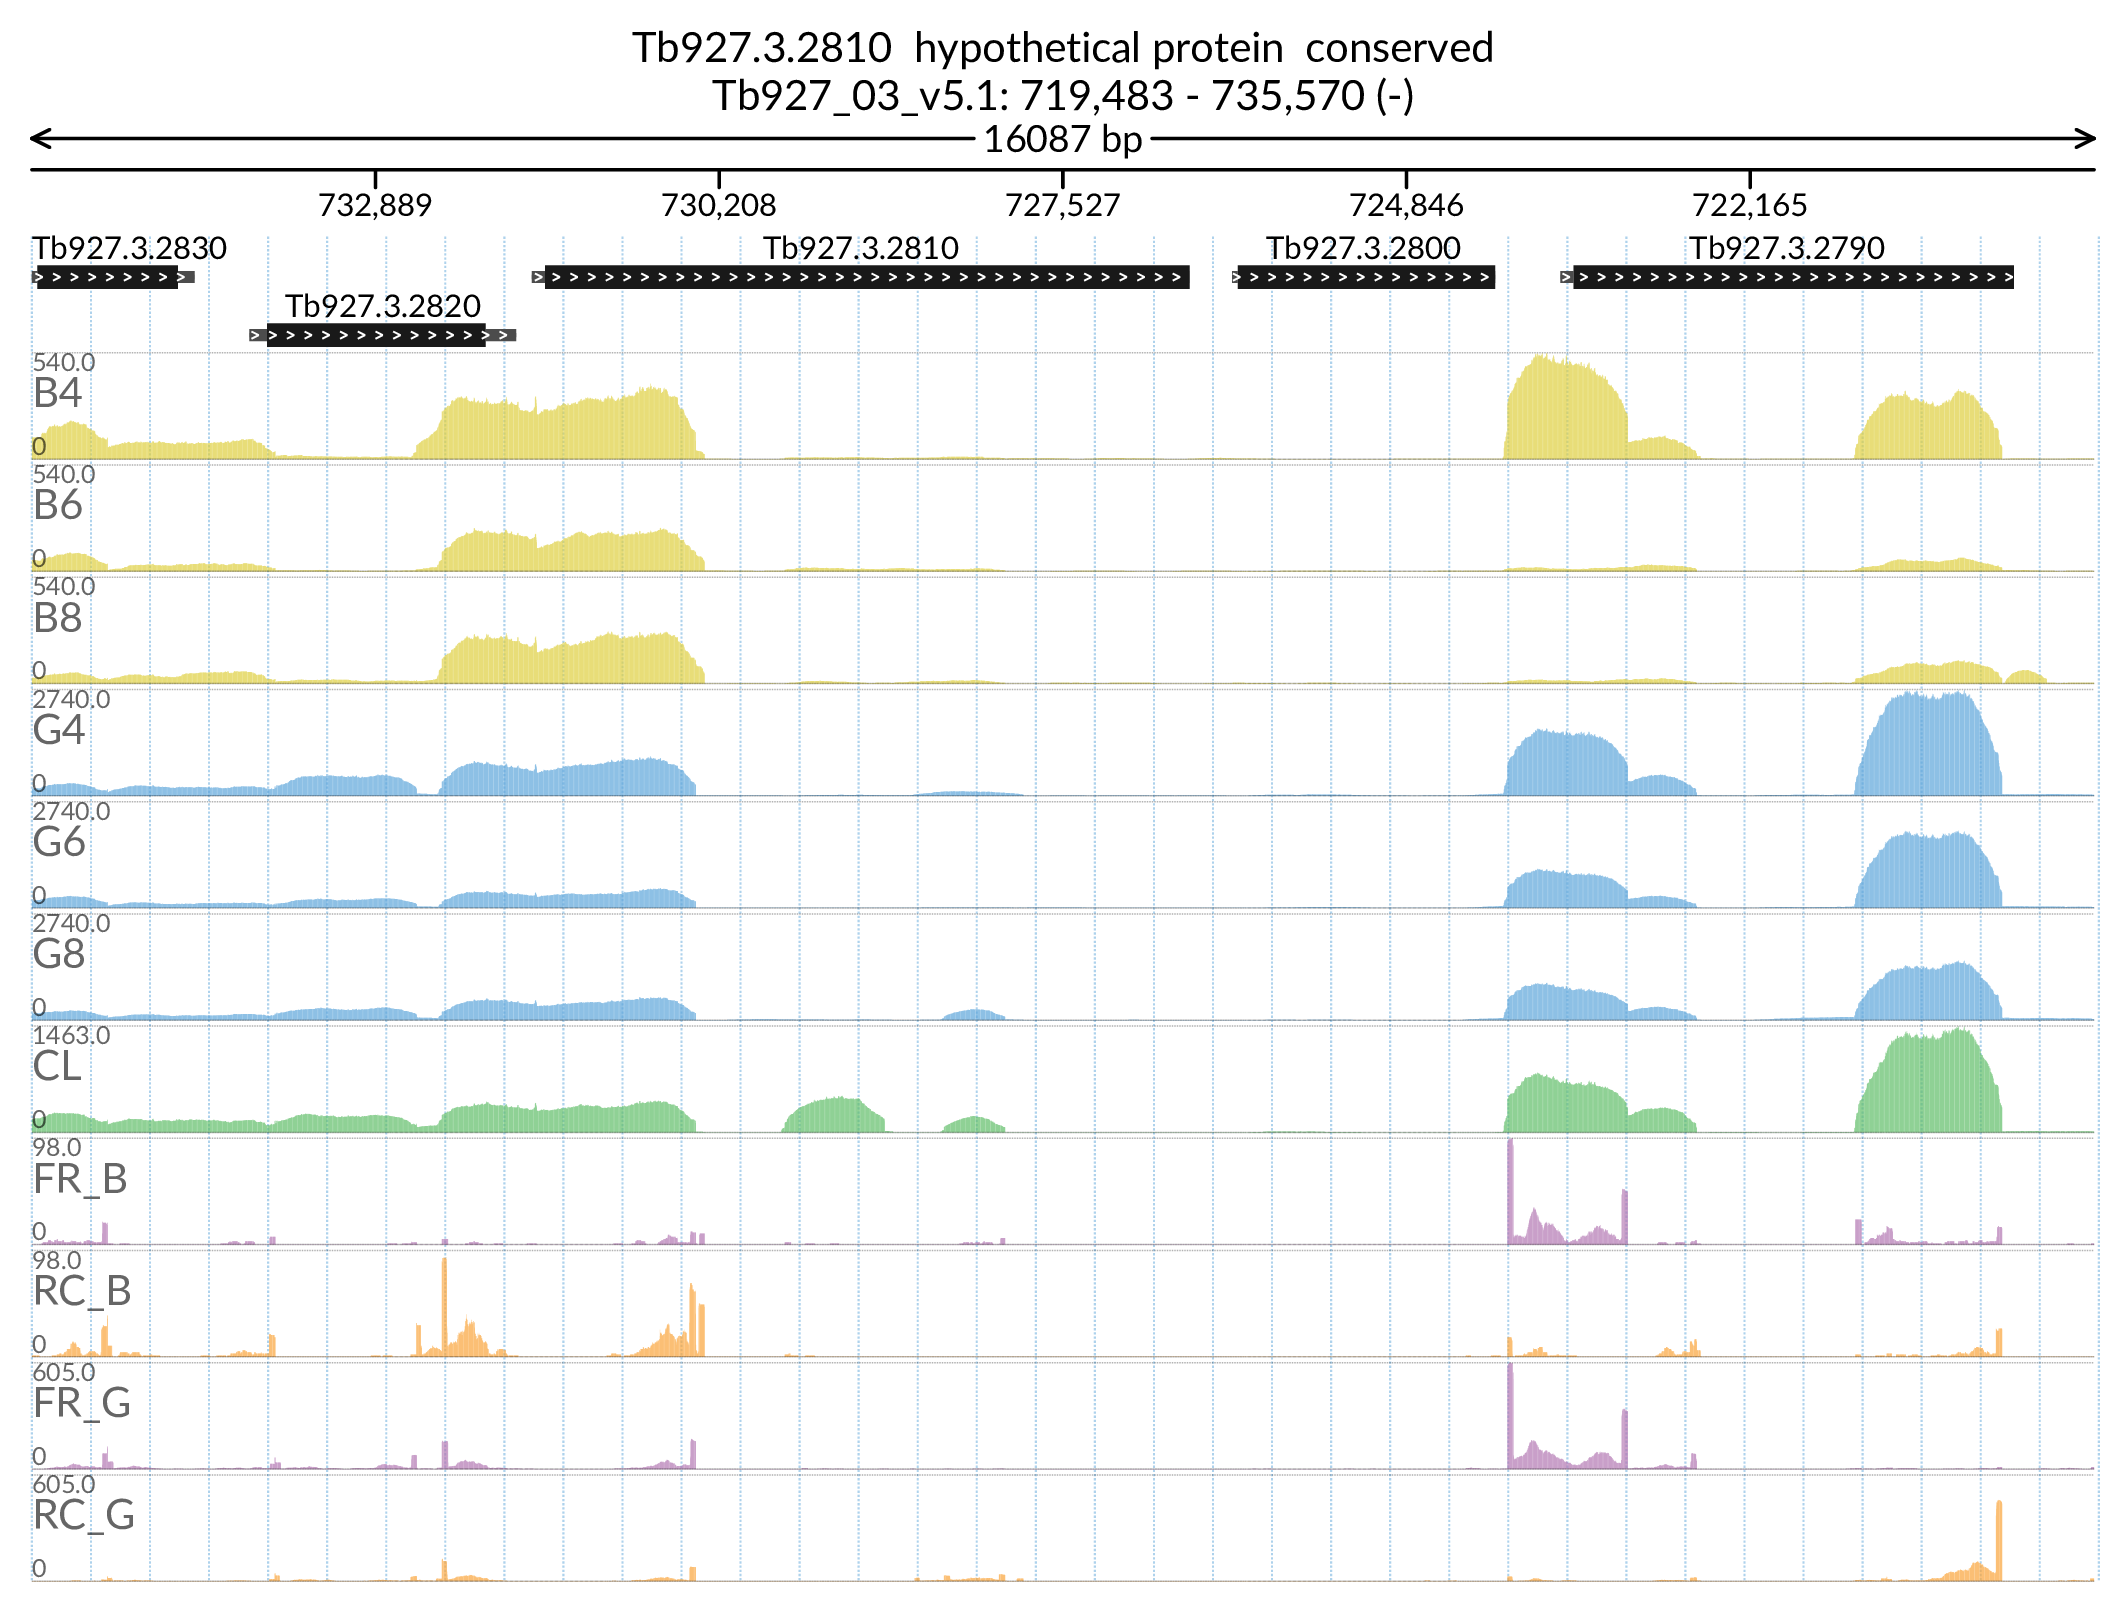 Tb927.3.2810  hypothetical protein  conserved
Tb927_03_v5.1: 719,483 - 735,570 (-)
16087 bp
732,889 730,208 727,527 724,846 722,165
Tb927.3.2830 Tb927.3.2810 Tb927.3.2800 Tb927.3.2790
Tb927.3.2820
540.0
B4
0
540.0
B6
0
540.0
B8
0
2740.0
G4
0
2740.0
G6
0
2740.0
G8
0
1463.0
CL
0
98.0
FR_B
0
98.0
RC_B
0
605.0
FR_G
0
605.0
RC_G
0